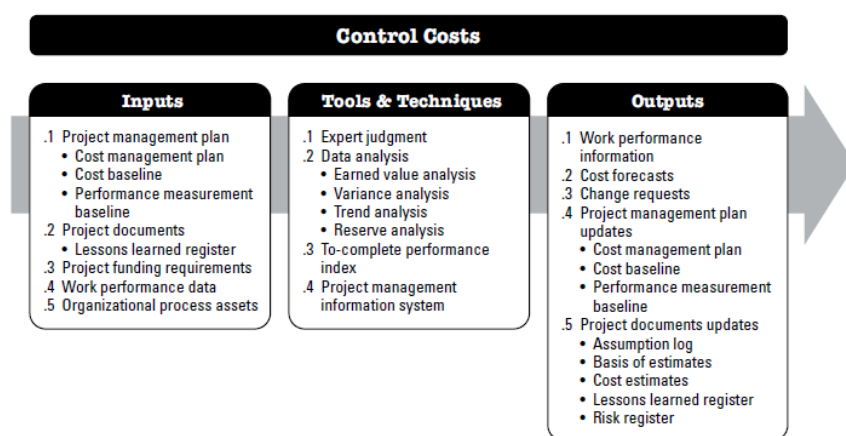 Control Costs
Inputs
.1 Project management plan
• Cost management plan
• Cost baseline
• Performance measurement
baseline
.2 Project documents
• Lessons learned register
.3 Project funding requirements
.4 Work performance data
.5 Organizational process assets
Tools & Techniques
.1 Expert judgment
.2 Data analysis
• Earned value analysis
• Variance analysis
• Trend analysis
• Reserve analysis
.3 To-complete performance
index
.4 Project management
information system
Outputs
.1 Work performance
information
.2 Cost forecasts
.3 Change requests
.4 Project management plan
updates
• Cost management plan
• Cost baseline
• Performance measurement
baseline
.5 Project documents updates
• Assumption log
• Basis of estimates
• Cost estimates
• Lessons learned register
• Risk register